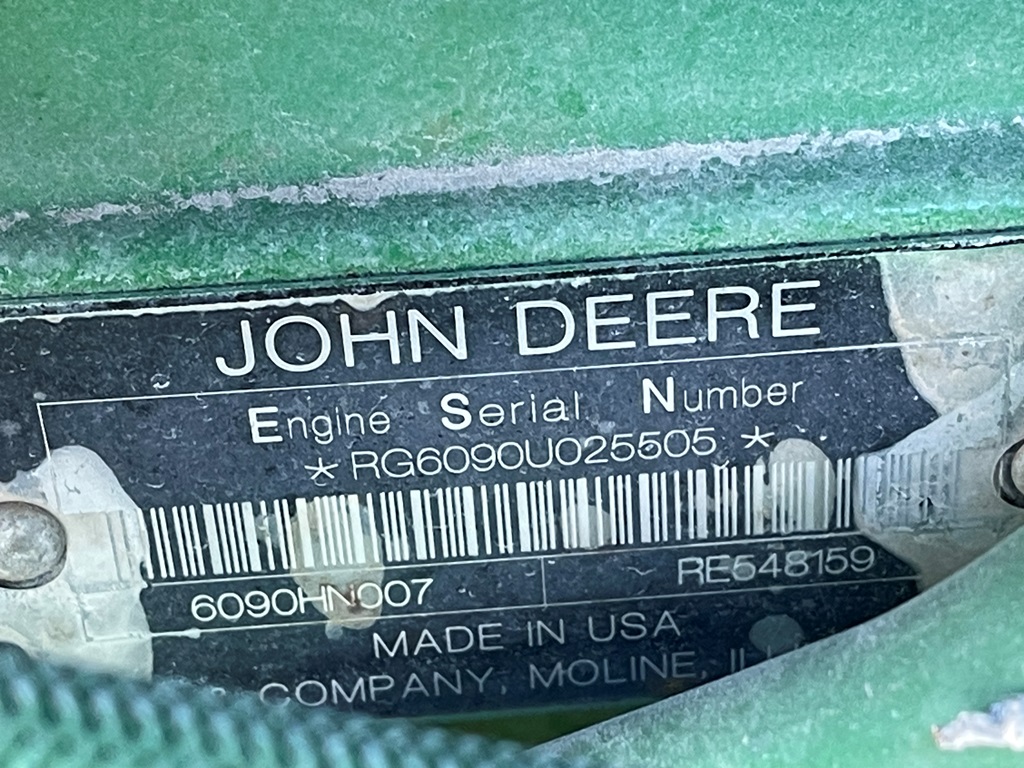 JOHN DEERE
Engine Serial Number
*RG6090U025505 *
6090HN007 RE548159
MADE IN USA
COMPANY, MOLINE,